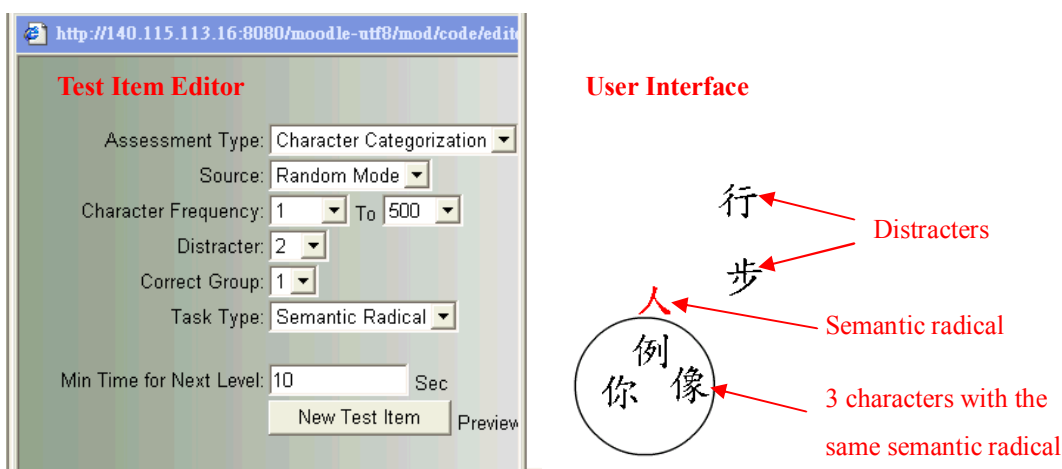 http://140.115.113.16:8080/moodle-utf8/mod/code/edit
Test Item Editor
Assessment Type: Character Categorization
Source: Random Mode
Character Frequency: 1 To 500
Distracter: 2
Correct Group: 1
Task Type: Semantic Radical
Min Time for Next Level: 10 Sec
New Test Item Preview
User Interface
行
Distracters
步
人
Semantic radical
例
你 像
3 characters with the
same semantic radical